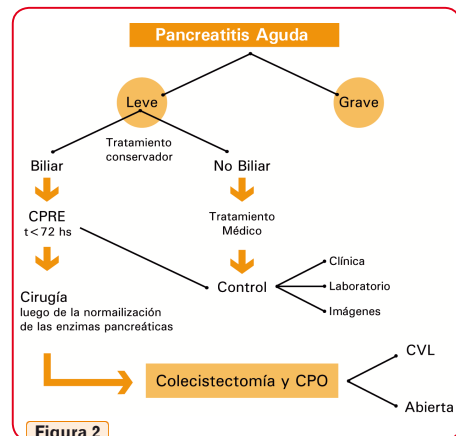 Pancreatitis Aguda
Leve
Grave
Tratamiento
conservador
Biliar
No Biliar
CPRE
t<72 hs
Tratamiento
Médico
Control
Clínica
Laboratorio
Imágenes
Cirugía
luego de la normailización
de las enzimas pancreáticas
Colecistectomía y CPO
CVL
Abierta
Figura 2